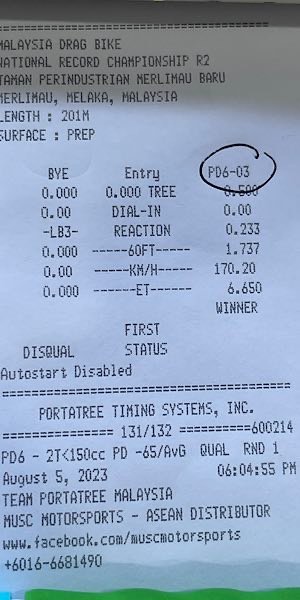 MALAYSIA DRAG BIKE
NATIONAL RECORD CHAMPIONSHIP R2
TAMAN PERINDUSTRIAN MERLIMAU BARU
MERLIMAU, MELAKA, MALAYSIA
LENGTH : 201M
SURFACE : PREP
BYE Entry PD6-03
0.000 0.000 TREE 0.500
0.00 DIAL-IN 0.00
-LB3- REACTION 0.233
0.000 ------60FT----- 1.737
0.00 -----KM/H----- 170.20
0.000 ------ET------ 6.650
WINNER
FIRST
DISQUAL STATUS
Autostart Disabled
PORTATREE TIMING SYSTEMS, INC.
=============== 131/132 ==========600214
PD6 - 2T<150cc PD -65/AvG QUAL RND 1
August 5, 2023 06:04:55 PM
TEAM PORTATREE MALAYSIA
MUSC MOTORSPORTS - ASEAN DISTRIBUTOR
www.facebook.com/muscmotorsports
+6016-6681490